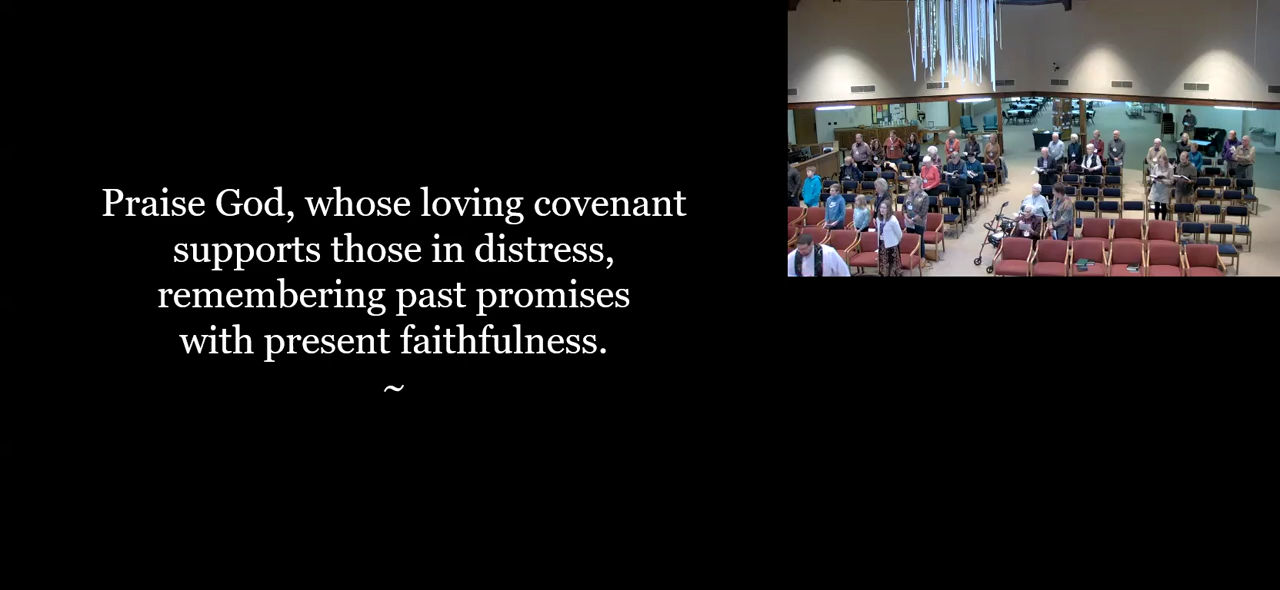 Praise God, whose loving covenant
supports those in distress,
remembering past promises
with present faithfulness.
~